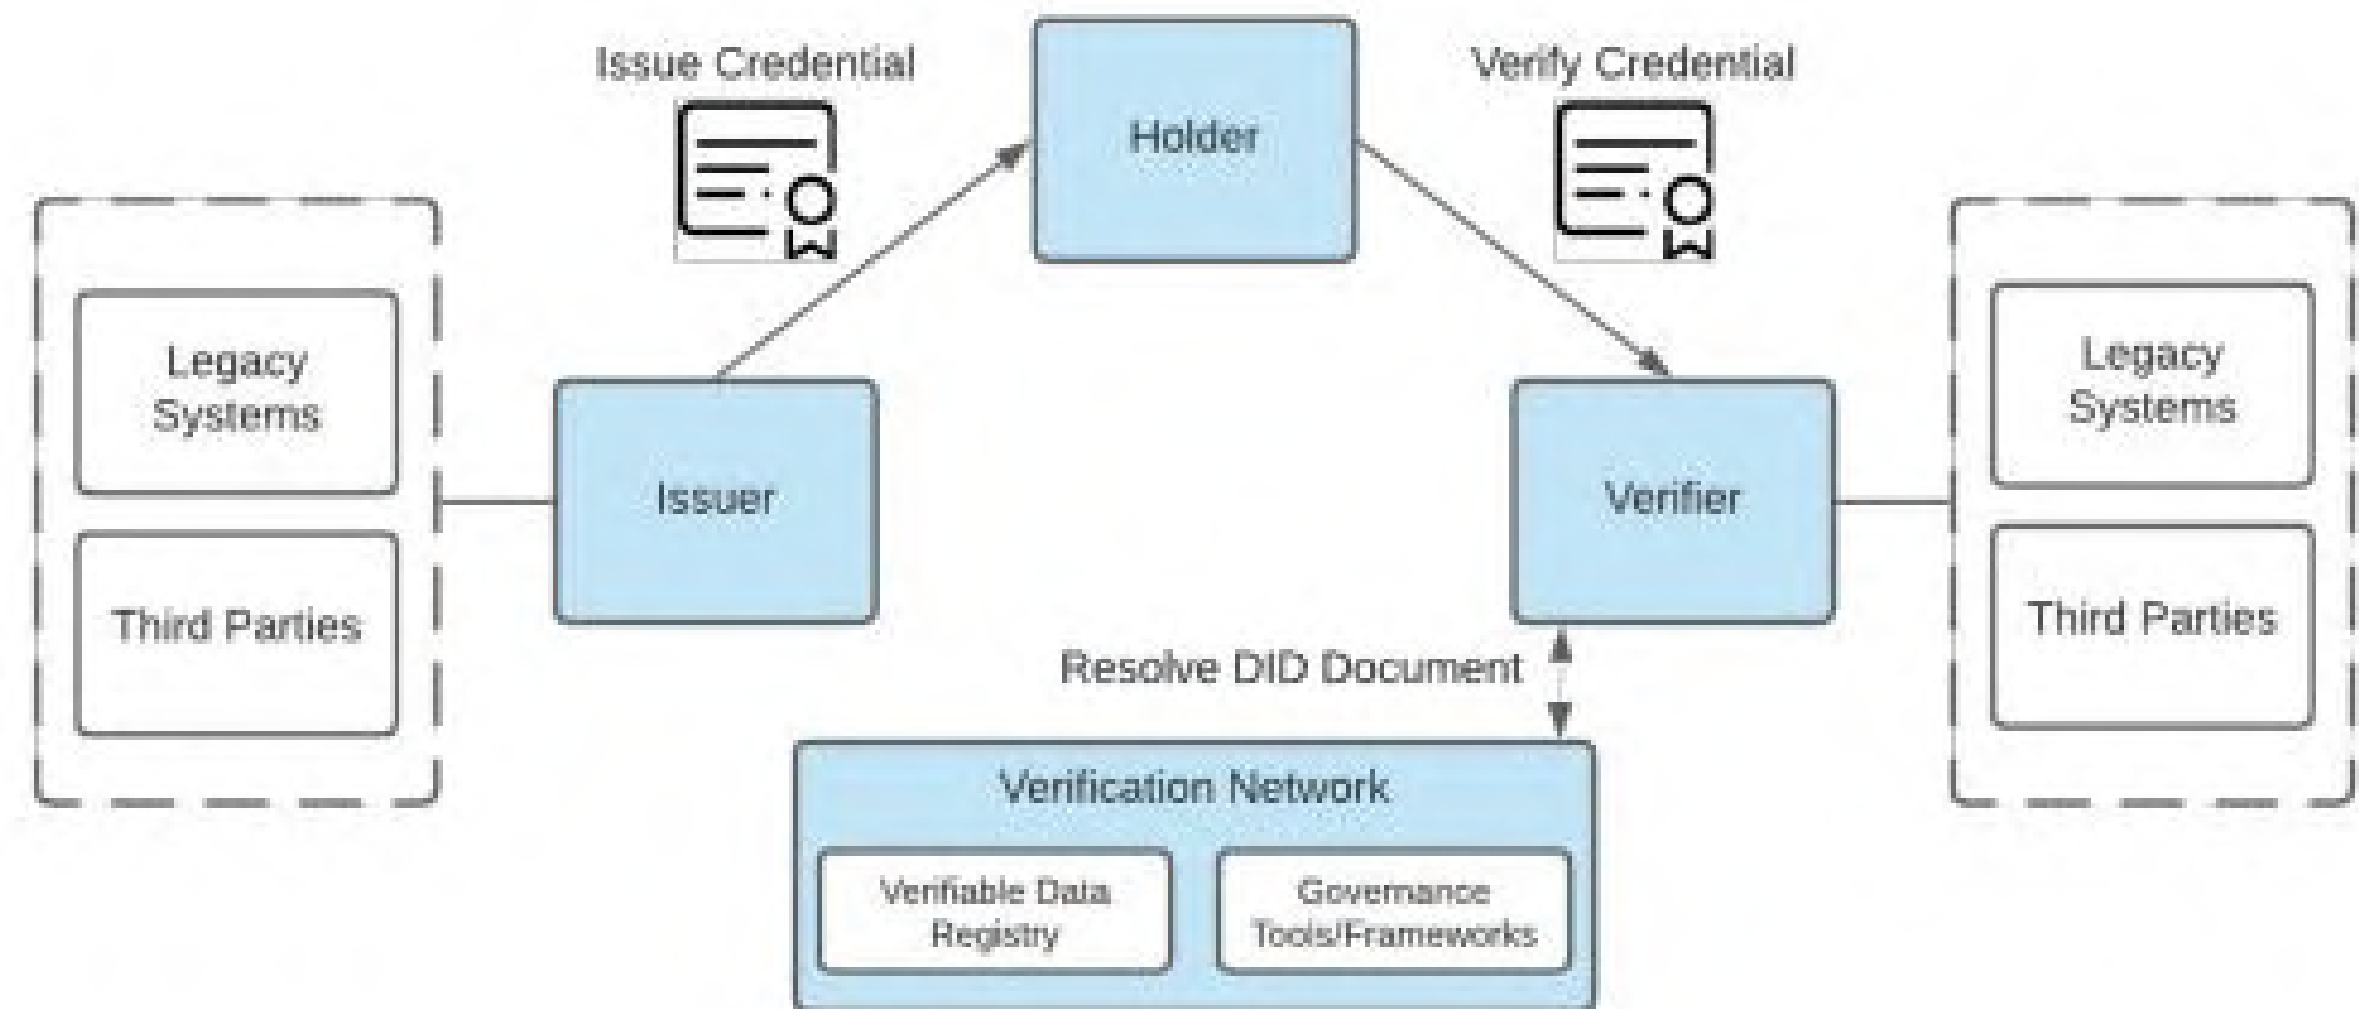 Issue Credential
Verify Credential
Holder
Legacy
Systems
Third Parties
Issuer
Verifier
Legacy
Systems
Third Parties
Resolve DID Document
Verification Network
Verifiable Data
Registry
Governance
Tools/Frameworks